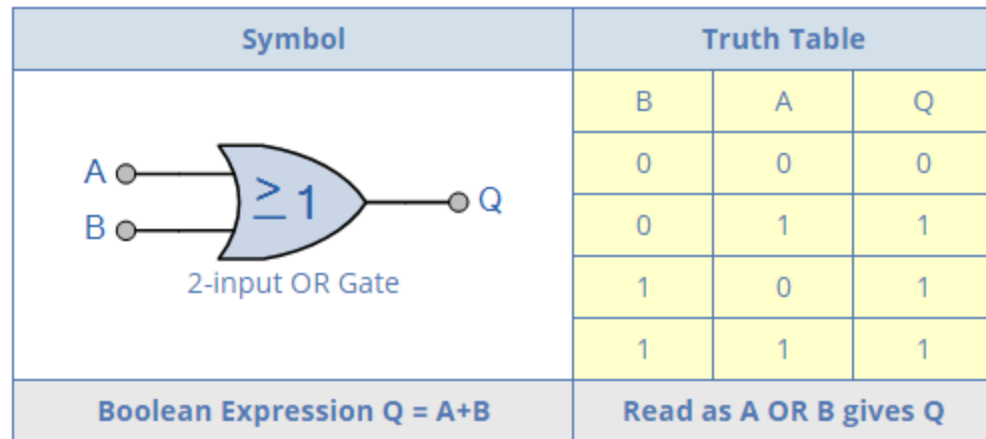 Symbol
Truth Table
B A Q
0 0 0
0 1 1
1 0 1
1 1 1
A
B
≥ 1
Q
2-input OR Gate
Boolean Expression Q = A+B
Read as A OR B gives Q